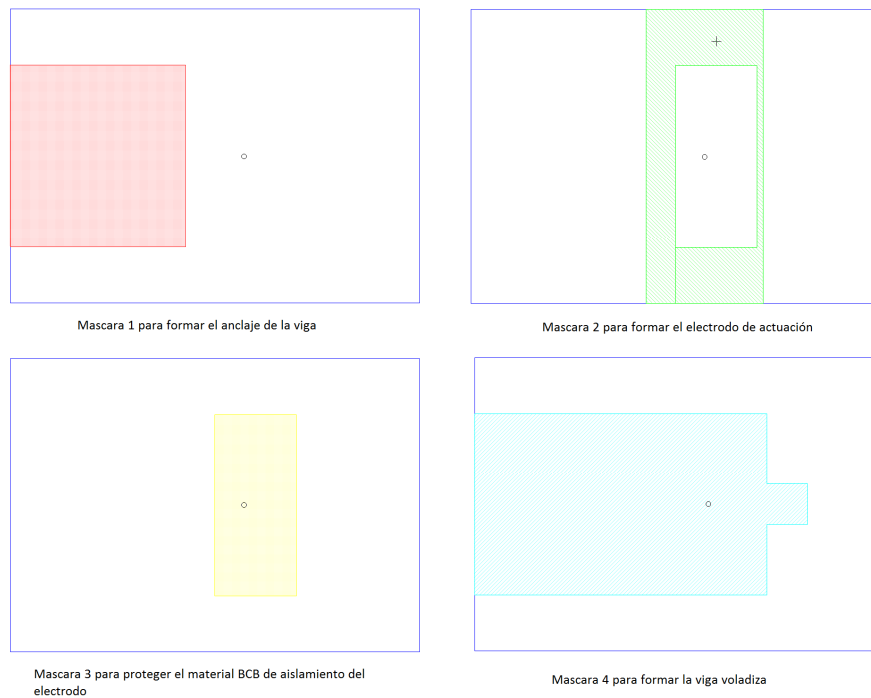 Mascara 1 para formar el anclaje de la viga
Mascara 2 para formar el electrodo de actuación
Mascara 3 para proteger el material BCB de aislamiento del
electrodo
Mascara 4 para formar la viga voladiza